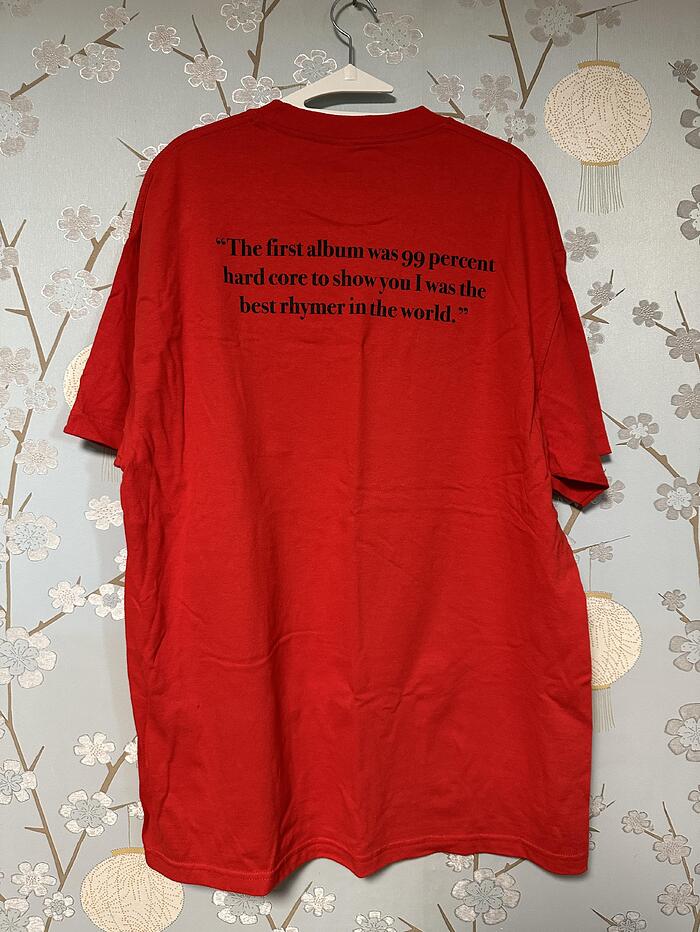 “The first album was 99 percent
hard core to show you I was the
best rhymer in the world.”